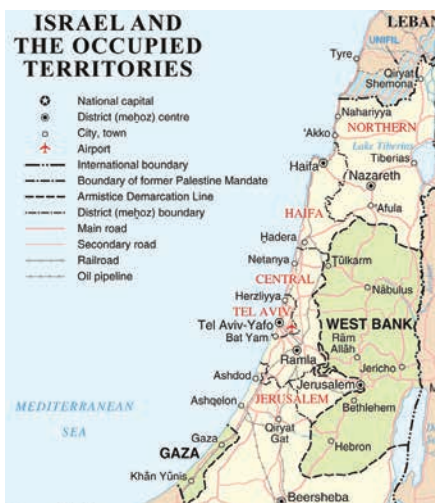 ISRAEL AND
THE OCCUPIED
TERRITORIES
National capital
District (meḥoz) centre
City, town
Airport
International boundary
Boundary of former Palestine Mandate
Armistice Demarcation Line
District (meḥoz) boundary
Main road
Secondary road
Railroad
Oil pipeline
UNIFIL
Tyre
Qiryat
Shemona
Nahariyya
NORTHERN
'Akko
Lake Tiberias
Haifa
Tiberias
Nazareth
'Afula
HAIFA
Ḥadera
Netanya
Tūlkarm
CENTRAL
Nābulus
Herzliyya
TEL AVIV
Tel Aviv-Yafo
WEST BANK
Bat Yam
Rām
Allāh
Ramla
Jericho
Ashdod
Jerusalem
JERUSALEM
Ashqelon
Bethlehem
MEDITERRANEAN
SEA
Qiryat
Gat
GAZA
Gaza
Hebron
Khān Yūnis
Beersheba